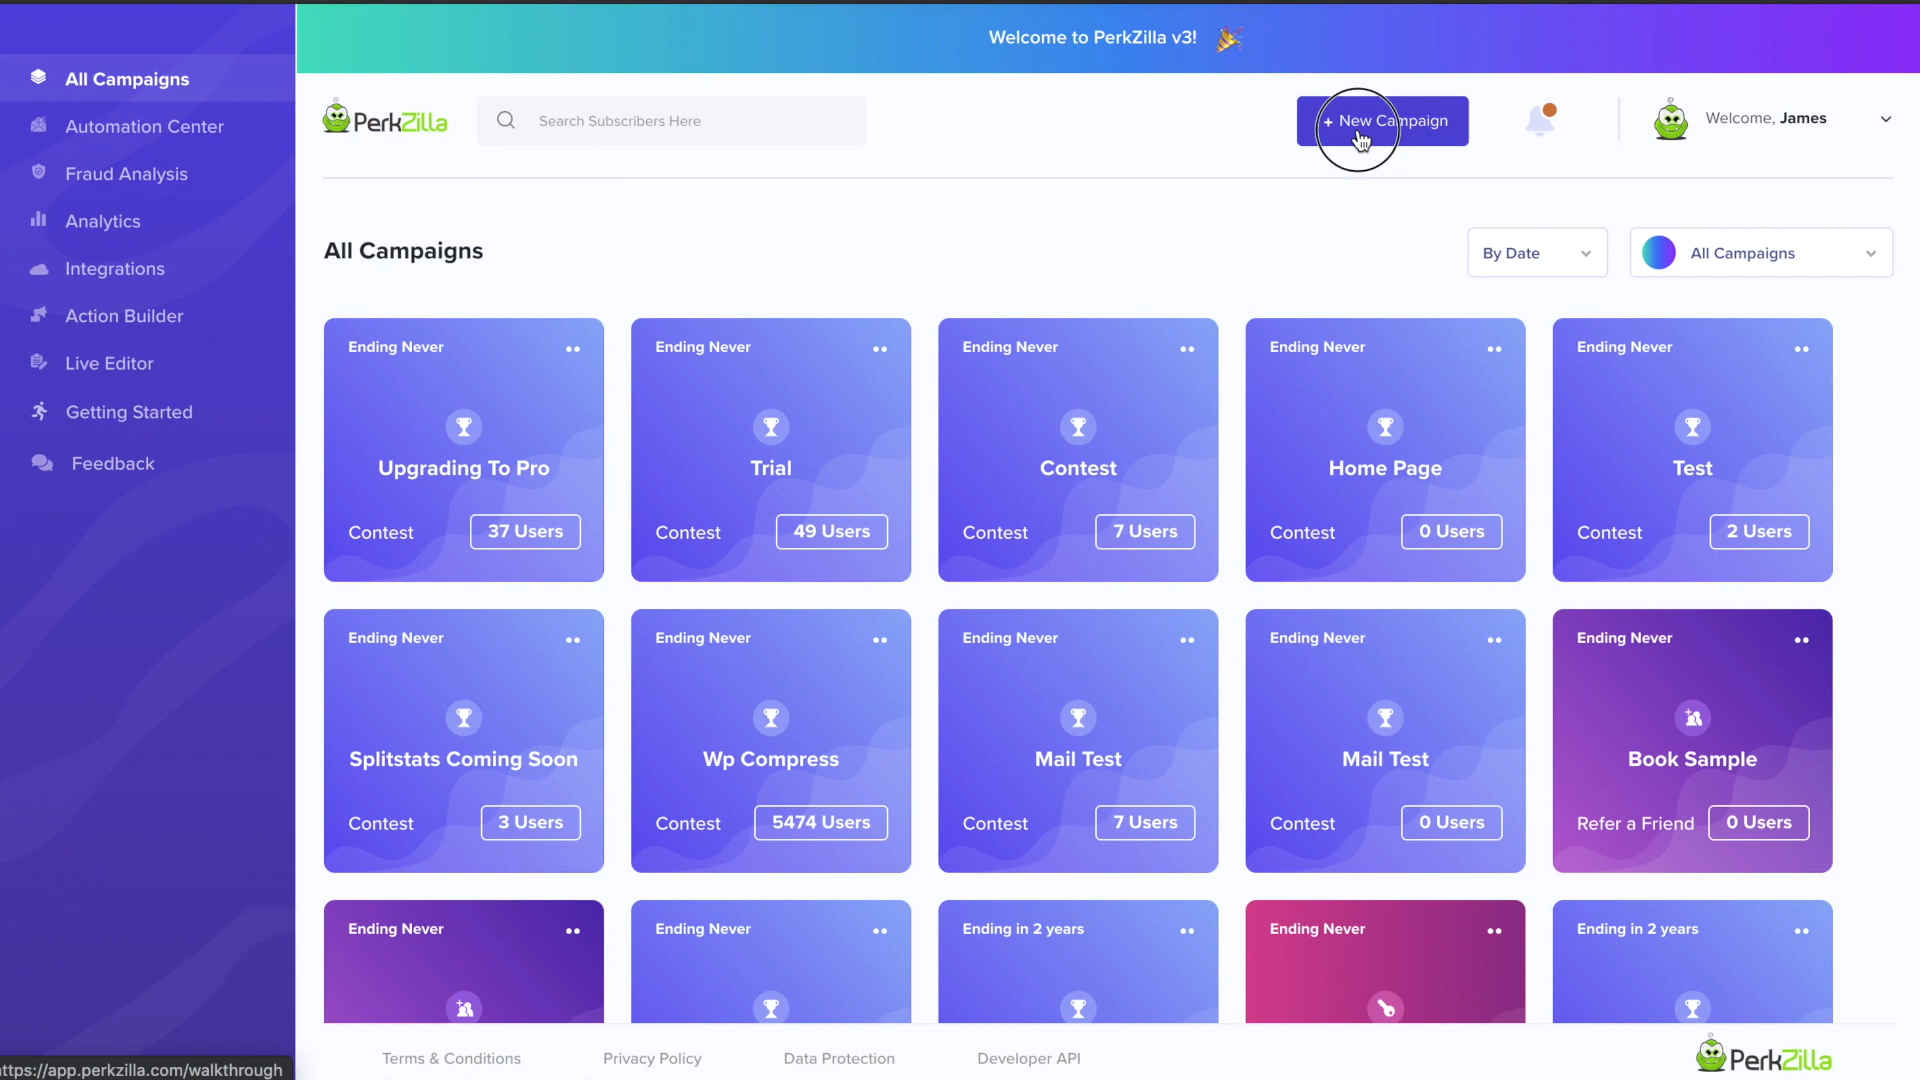 Welcome to PerkZilla v3!
All Campaigns
Automation Center
Fraud Analysis
Analytics
Integrations
Action Builder
Live Editor
Getting Started
Feedback
PerkZilla
Search Subscribers Here
+ New Campaign
Welcome, James
All Campaigns
By Date
All Campaigns
Ending Never
Upgrading To Pro
Contest
37 Users
Ending Never
Trial
Contest
49 Users
Ending Never
Contest
Contest
7 Users
Ending Never
Home Page
Contest
0 Users
Ending Never
Test
Contest
2 Users
Ending Never
Splitstats Coming Soon
Contest
3 Users
Ending Never
Wp Compress
Contest
5474 Users
Ending Never
Mail Test
Contest
7 Users
Ending Never
Mail Test
Contest
0 Users
Ending Never
Book Sample
Refer a Friend
0 Users
Ending Never
Ending Never
Ending in 2 years
Ending Never
Ending in 2 years
Terms & Conditions
Privacy Policy
Data Protection
Developer API
PerkZilla
ttps://app.perkzilla.com/walkthrough